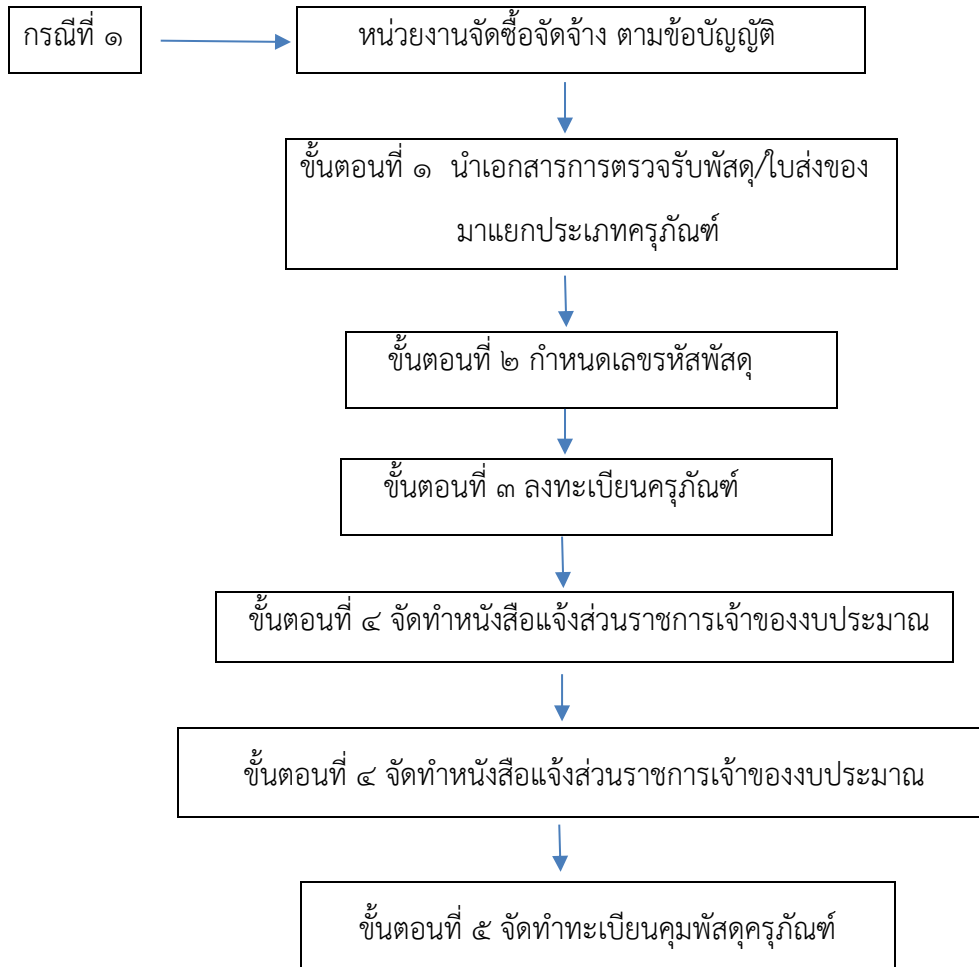 กรณีที่ ๑
หน่วยงานจัดซื้อจัดจ้าง ตามข้อบัญญัติ
ขั้นตอนที่ ๑ นำเอกสารการตรวจรับพัสดุ/ใบส่งของ
มาแยกประเภทครุภัณฑ์
ขั้นตอนที่ ๒ กำหนดเลขรหัสพัสดุ
ขั้นตอนที่ ๓ ลงทะเบียนครุภัณฑ์
ขั้นตอนที่ ๔ จัดทำหนังสือแจ้งส่วนราชการเจ้าของงบประมาณ
ขั้นตอนที่ ๔ จัดทำหนังสือแจ้งส่วนราชการเจ้าของงบประมาณ
ขั้นตอนที่ ๕ จัดทำทะเบียนคุมพัสดุครุภัณฑ์